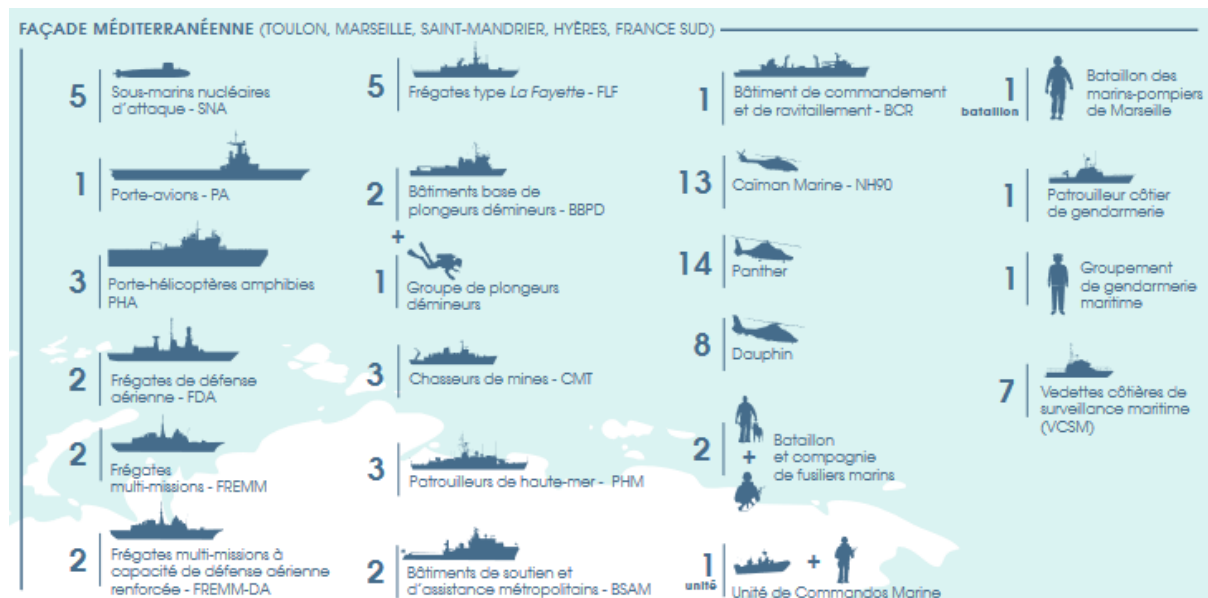 FAÇADE MÉDITERRANÉENNE (TOULON, MARSEILLE, SAINT-MANDRIER, HYÈRES, FRANCE SUD)
5
Sous-marins nucléaires
d'attaque - SNA
1
Porte-avions - PA
3
Porte-hélicoptères amphibies
PHA
2
Frégates de défense
aérienne - FDA
2
Frégates
multi-missions - FREMM
2
Frégates multi-missions à
capacité de défense aérienne
renforcée - FREMM-DA
5
Frégates type La Fayette - FLF
2
Bâtiments base de
plongeurs démineurs - BBPD
+
1
Groupe de plongeurs
démineurs
3
Chasseurs de mines - CMT
3
Patrouilleurs de haute-mer - PHM
2
Bâtiments de soutien et
d'assistance métropolitains - BSAM
1
Bâtiment de commandement
et de ravitaillement - BCR
13
Caïman Marine - NH90
14
Panther
8
Dauphin
2
+
Bataillon
et compagnie
de fusiliers marins
1
unité
+
Unité de Commandos Marine
1
bataillon
Bataillon des
marins-pompiers
de Marseille
1
Patrouilleur côtier
de gendarmerie
1
Groupement
de gendarmerie
maritime
7
Vedettes côtières de
surveillance maritime
(VCSM)